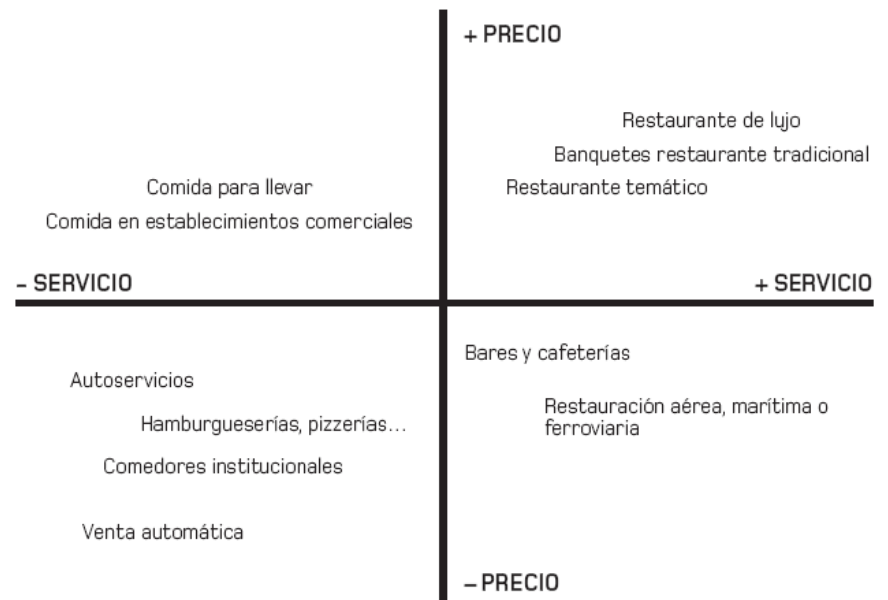 + PRECIO
Restaurante de lujo
Banquetes restaurante tradicional
Comida para llevar
Restaurante temático
Comida en establecimientos comerciales
– SERVICIO
+ SERVICIO
Bares y cafeterías
Autoservicios
Restauración aérea, marítima o
ferroviaria
Hamburgueserías, pizzerías...
Comedores institucionales
Venta automática
– PRECIO